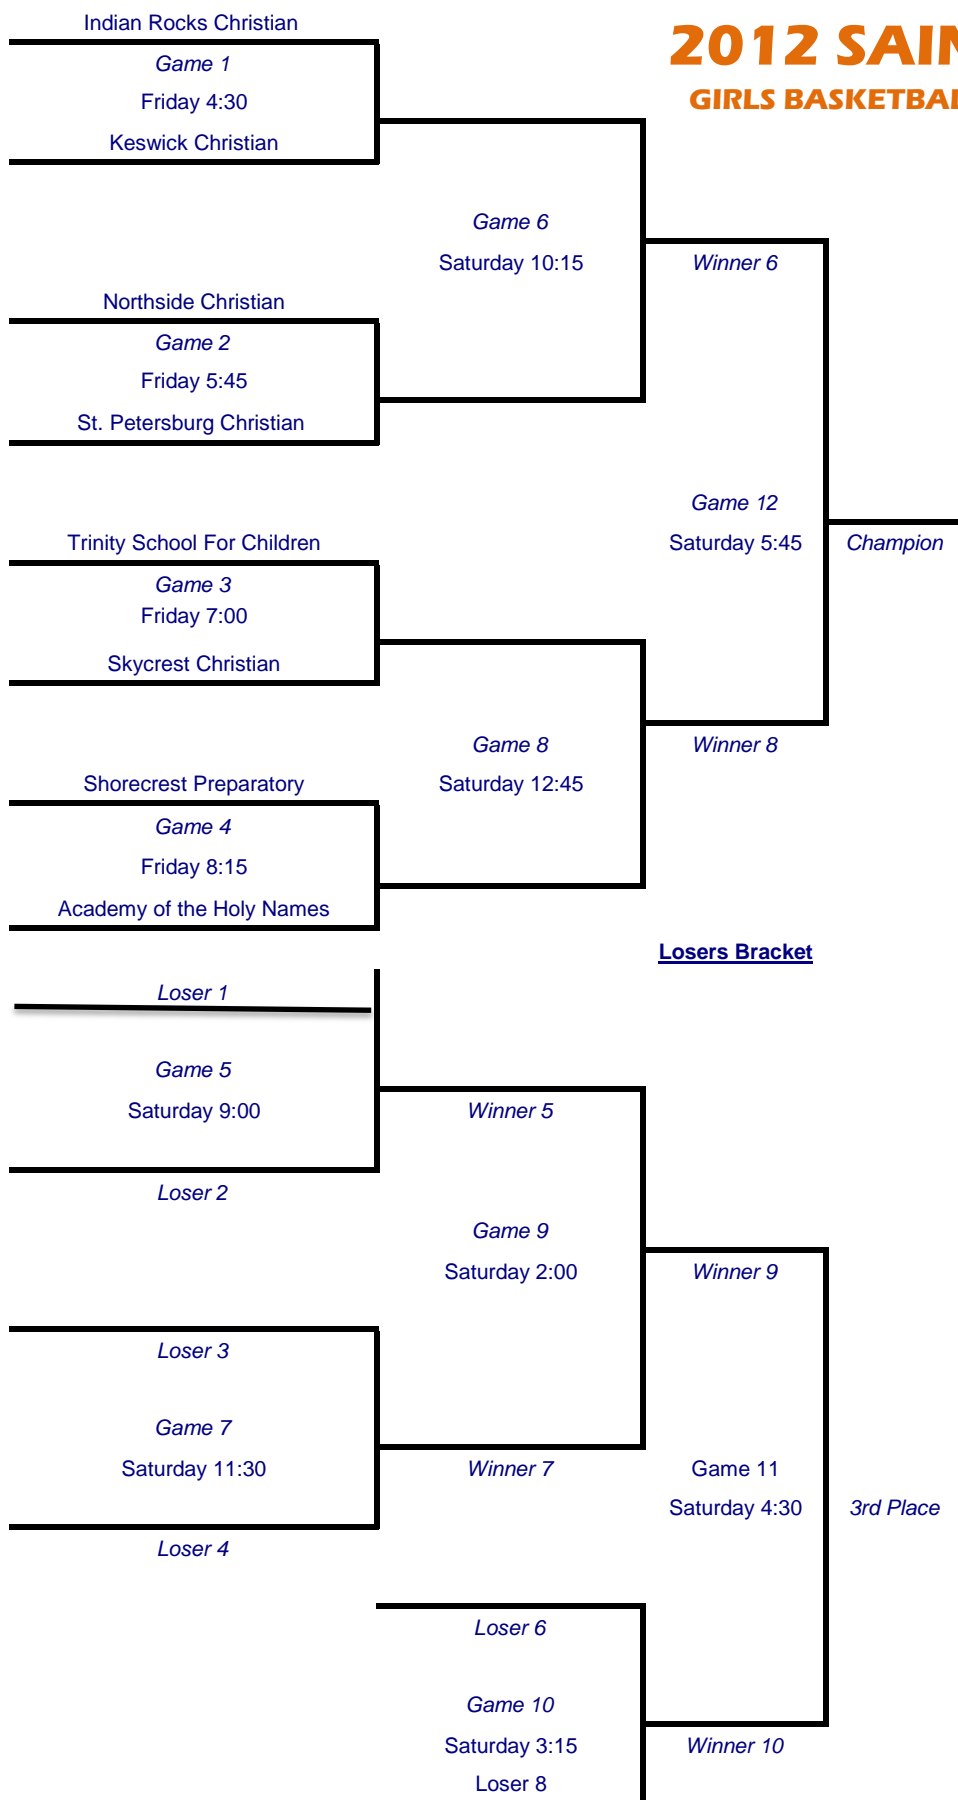 Indian Rocks Christian
2012 SAIN
GIRLS BASKETBAL
Game 1
Friday 4:30
Keswick Christian
Game 6
Saturday 10:15
Winner 6
Northside Christian
Game 2
Friday 5:45
St. Petersburg Christian
Game 12
Saturday 5:45
Champion
Trinity School For Children
Game 3
Friday 7:00
Skycrest Christian
Game 8
Saturday 12:45
Winner 8
Shorecrest Preparatory
Game 4
Friday 8:15
Academy of the Holy Names
Losers Bracket
Loser 1
Game 5
Saturday 9:00
Winner 5
Loser 2
Game 9
Saturday 2:00
Winner 9
Loser 3
Game 7
Saturday 11:30
Winner 7
Game 11
Saturday 4:30
3rd Place
Loser 4
Loser 6
Game 10
Saturday 3:15
Winner 10
Loser 8